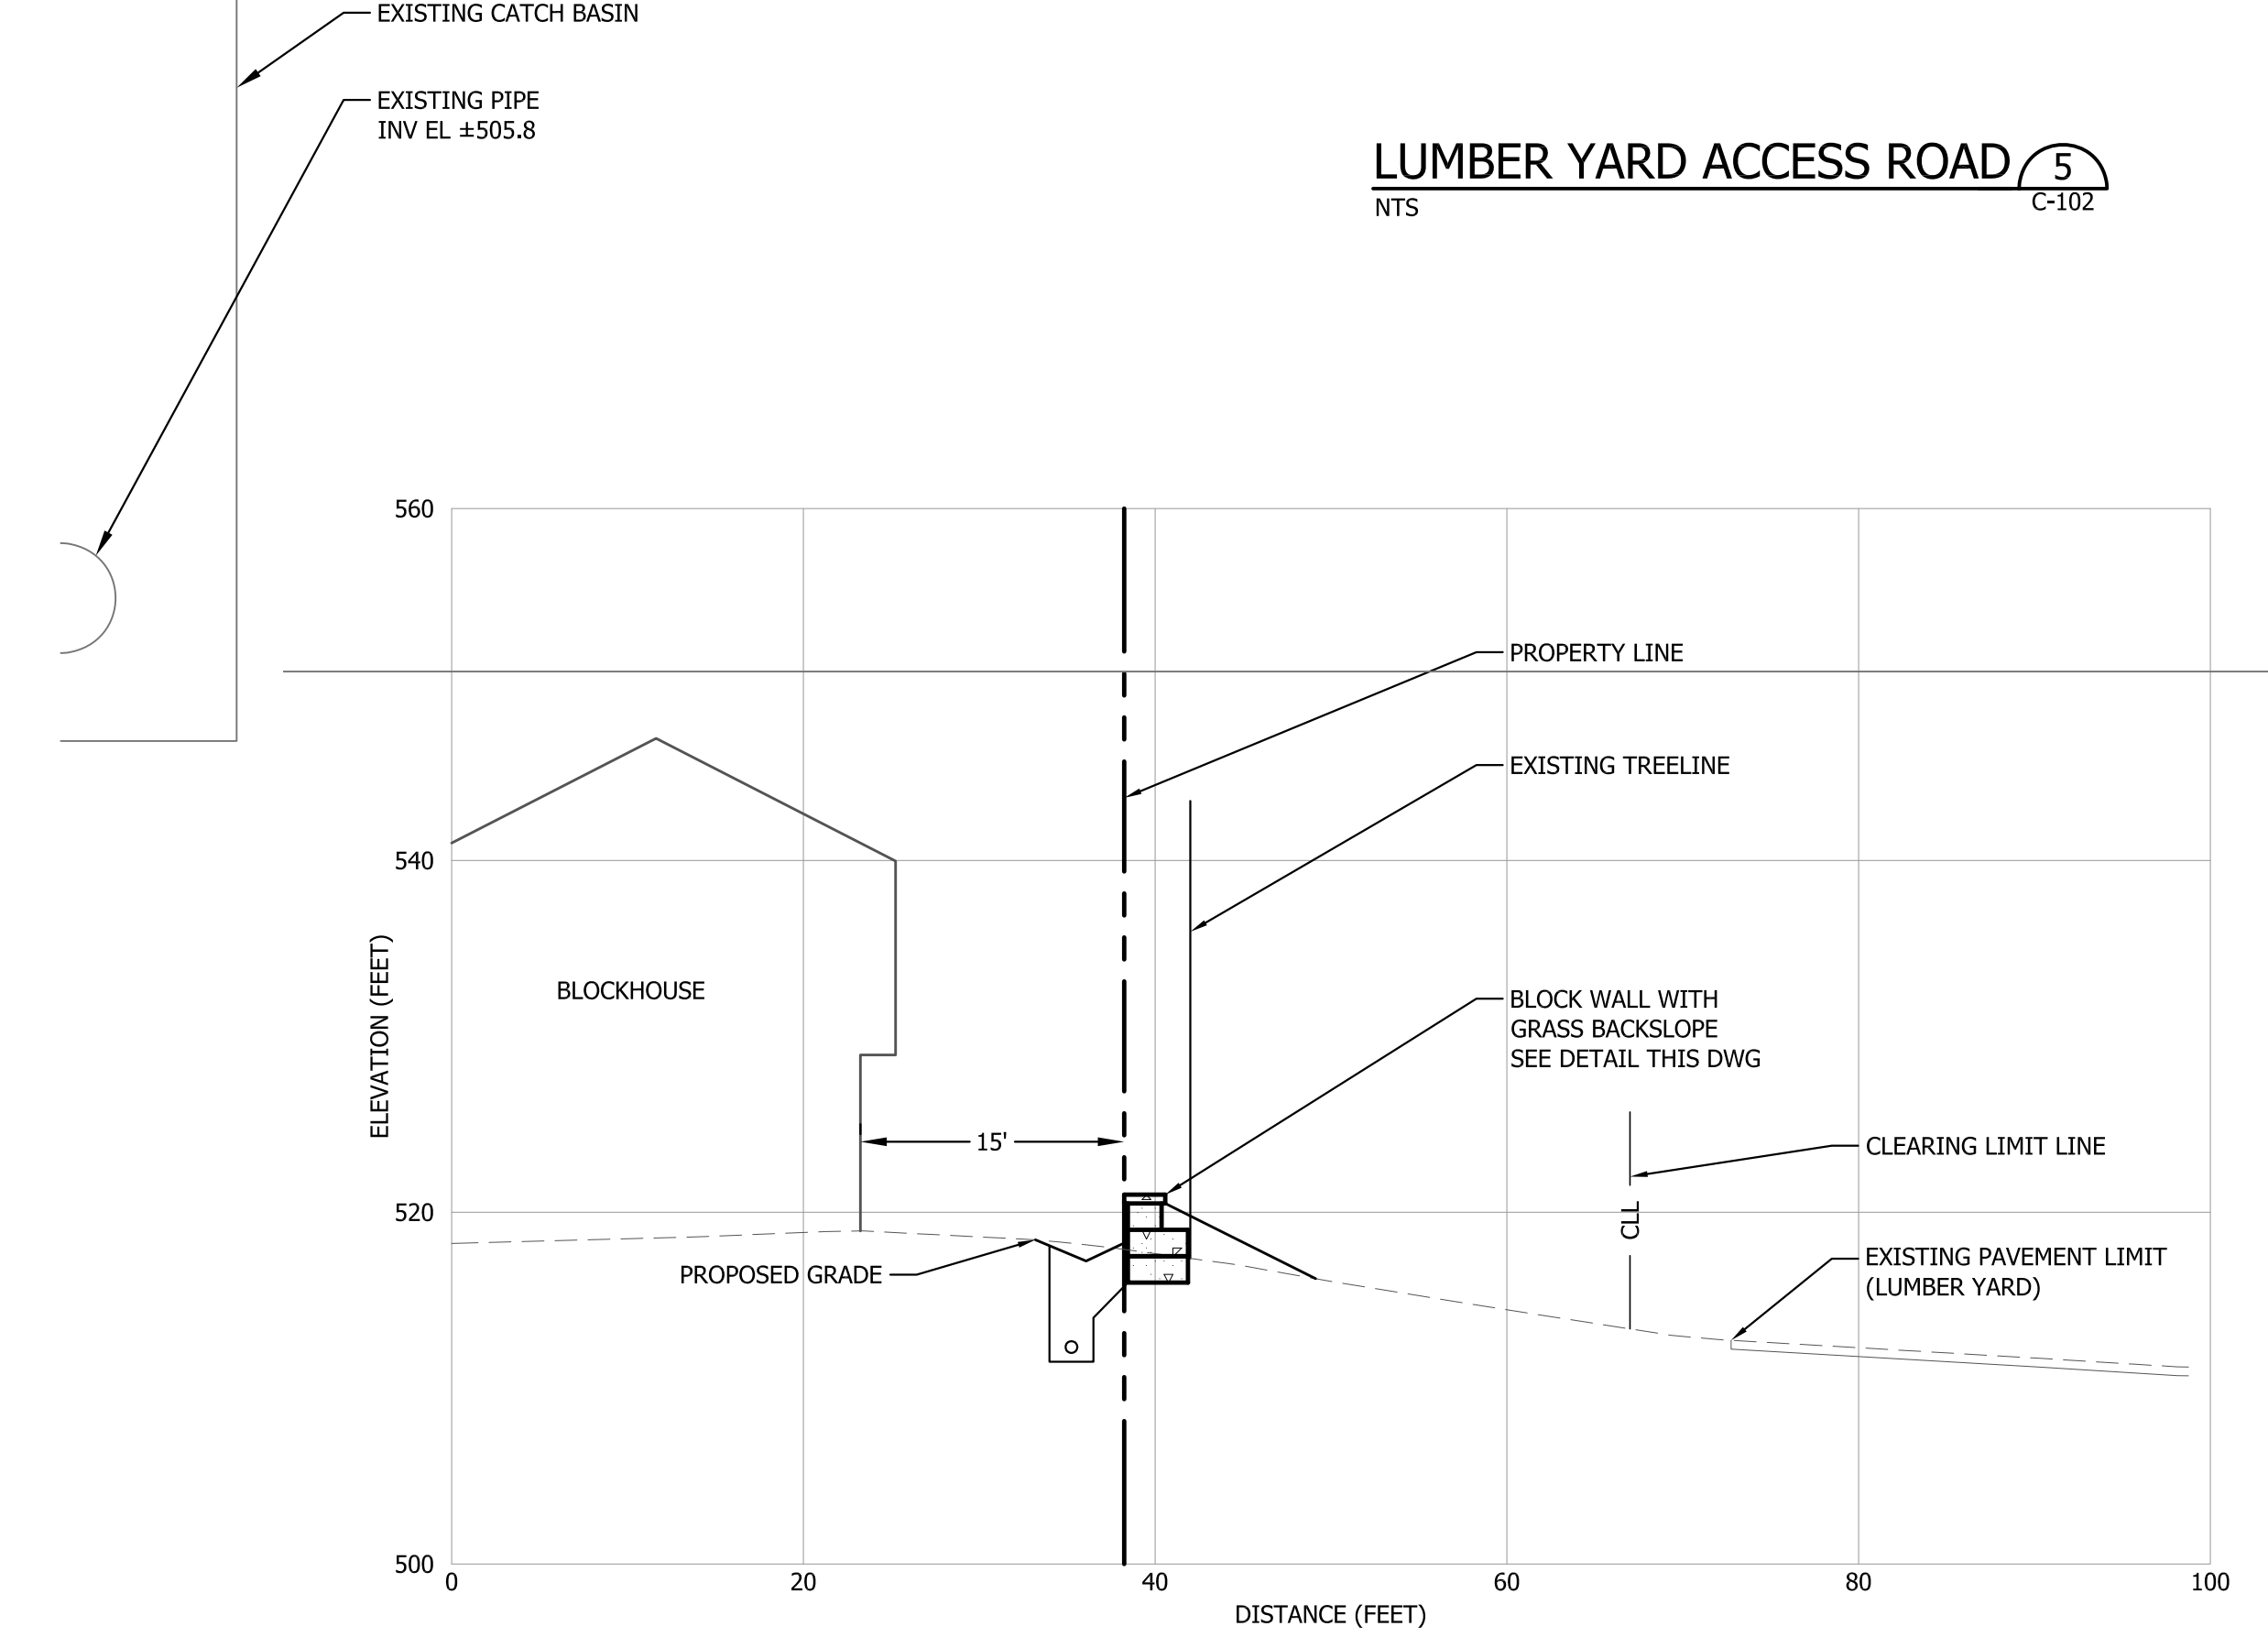 EXISTING CATCH BASIN
EXISTING PIPE
INV EL ±505.8
LUMBER YARD ACCESS ROAD
5
C-102
NTS
560
540
520
500
ELEVATION (FEET)
PROPERTY LINE
EXISTING TREELINE
BLOCKHOUSE
BLOCK WALL WITH
GRASS BACKSLOPE
SEE DETAIL THIS DWG
15'
CLEARING LIMIT LINE
CLL
PROPOSED GRADE
EXISTING PAVEMENT LIMIT
(LUMBER YARD)
0
20
40
60
80
100
DISTANCE (FEET)